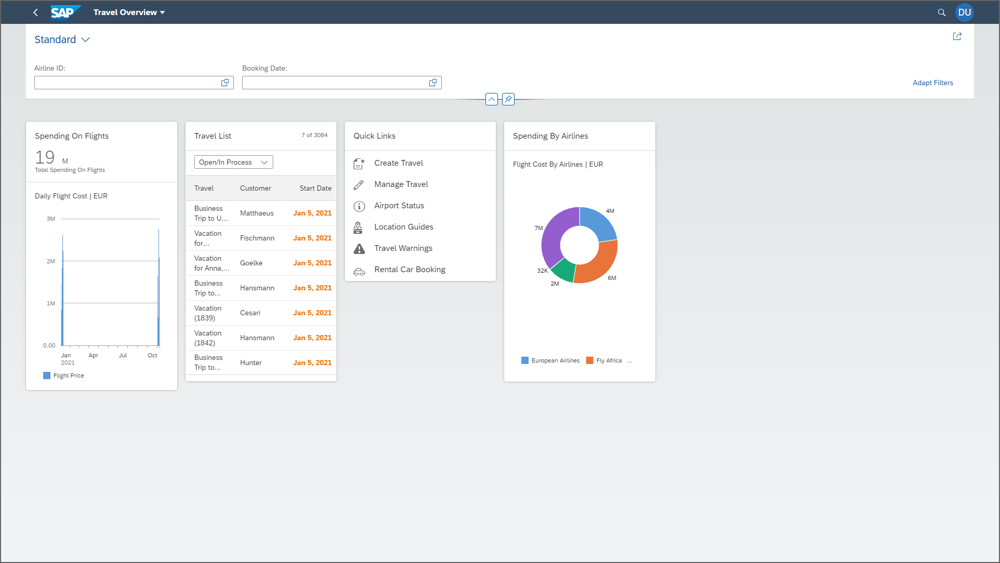 SAP
Travel Overview
DU
Standard
Airline ID:
Booking Date:
Adapt Filters
Spending On Flights
19 M
Total Spending On Flights
Daily Flight Cost | EUR
3M
2M
1M
0.00
Jan Apr Jul Oct
2021
Flight Price
Travel List
7 of 3084
Open/In Process
Travel Customer Start Date
Business
Trip to U...
Matthaeus
Jan 5, 2021
Vacation
for...
Fischmann
Jan 5, 2021
Vacation
for Anna,...
Goelke
Jan 5, 2021
Business
Trip to...
Hansmann
Jan 5, 2021
Vacation
(1839)
Cesari
Jan 5, 2021
Vacation
(1842)
Hansmann
Jan 5, 2021
Business
Trip to...
Hunter
Jan 5, 2021
Quick Links
Create Travel
Manage Travel
Airport Status
Location Guides
Travel Warnings
Rental Car Booking
Spending By Airlines
Flight Cost By Airlines | EUR
4M
7M
32K
6M
2M
European Airlines Fly Africa ...